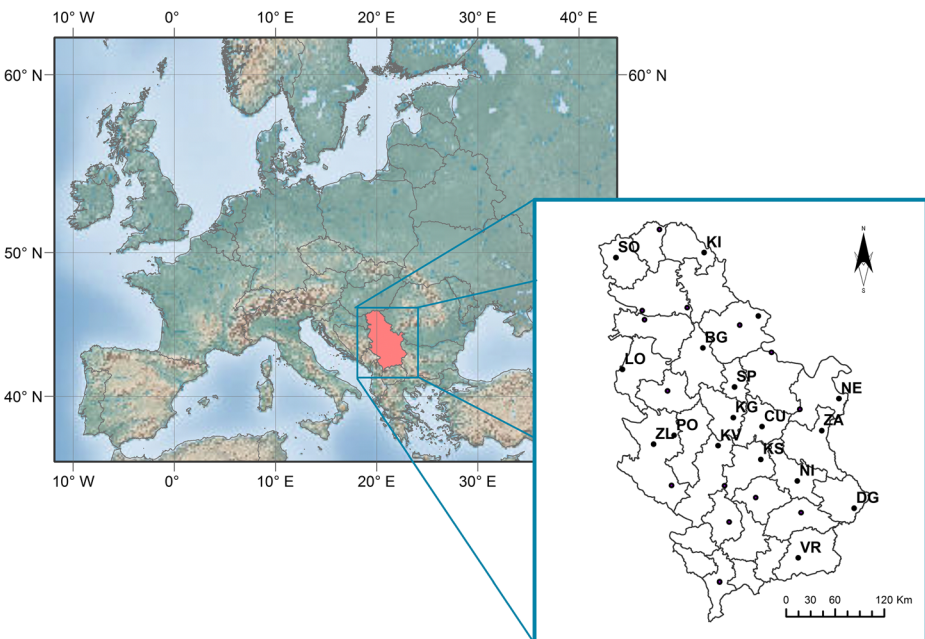 10° W 0° 10° E 20° E 30° E 40° E
60° N 60° N
50° N
40° N
10° W 0° 10° E 20° E 30° E
N
S
SO KI
BG
LO
SP
NE
KG
CU
ZA
PO
ZL
KV
KS
NI
DG
VR
0 30 60 120 Km